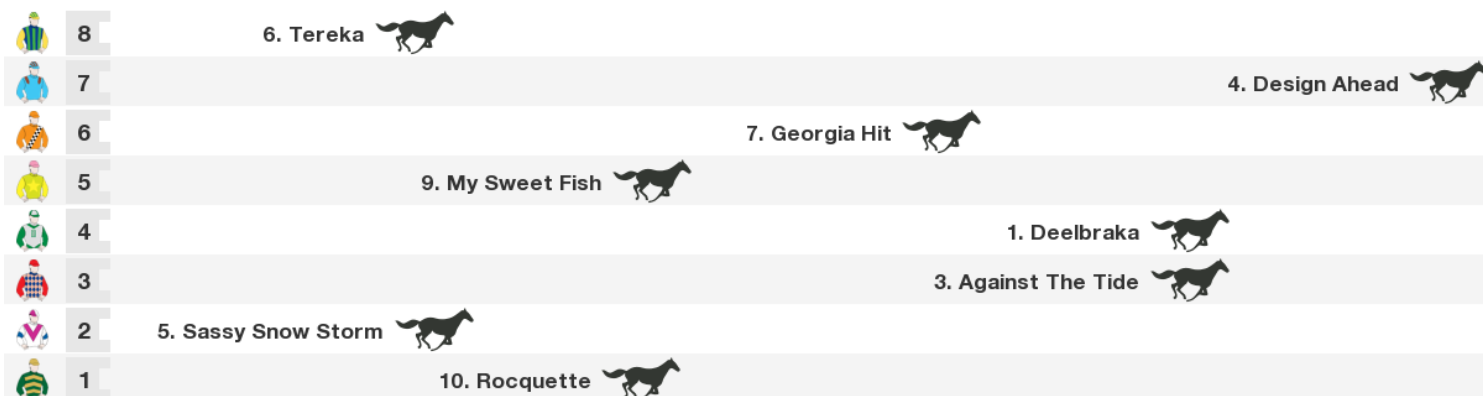 8 6. Tereka
7 4. Design Ahead
6 7. Georgia Hit
5 9. My Sweet Fish
4 1. Deelbraka
3 3. Against The Tide
2 5. Sassy Snow Storm
1 10. Rocquette